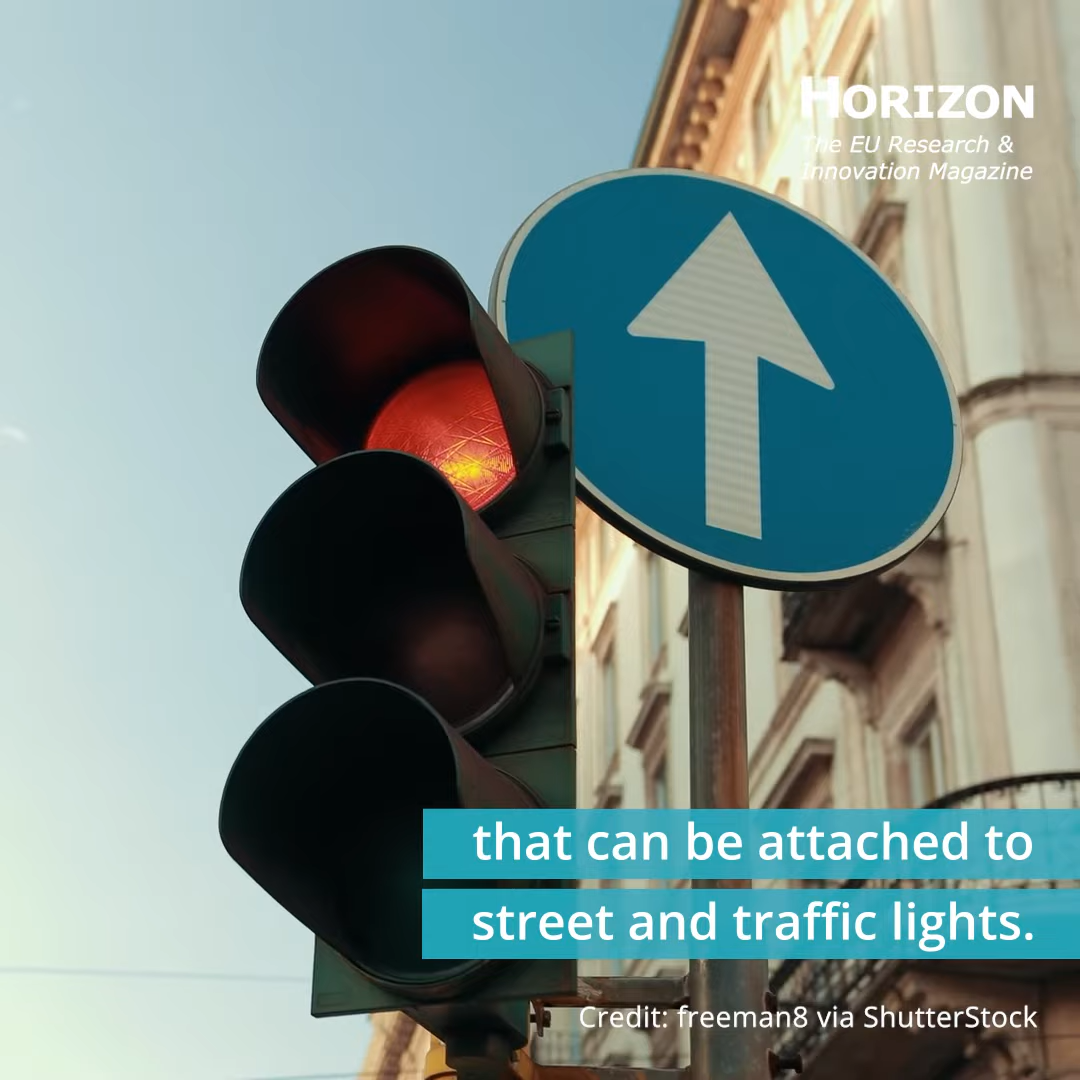 HORIZON
The EU Research &
Innovation Magazine
that can be attached to
street and traffic lights.
Credit: freeman8 via ShutterStock